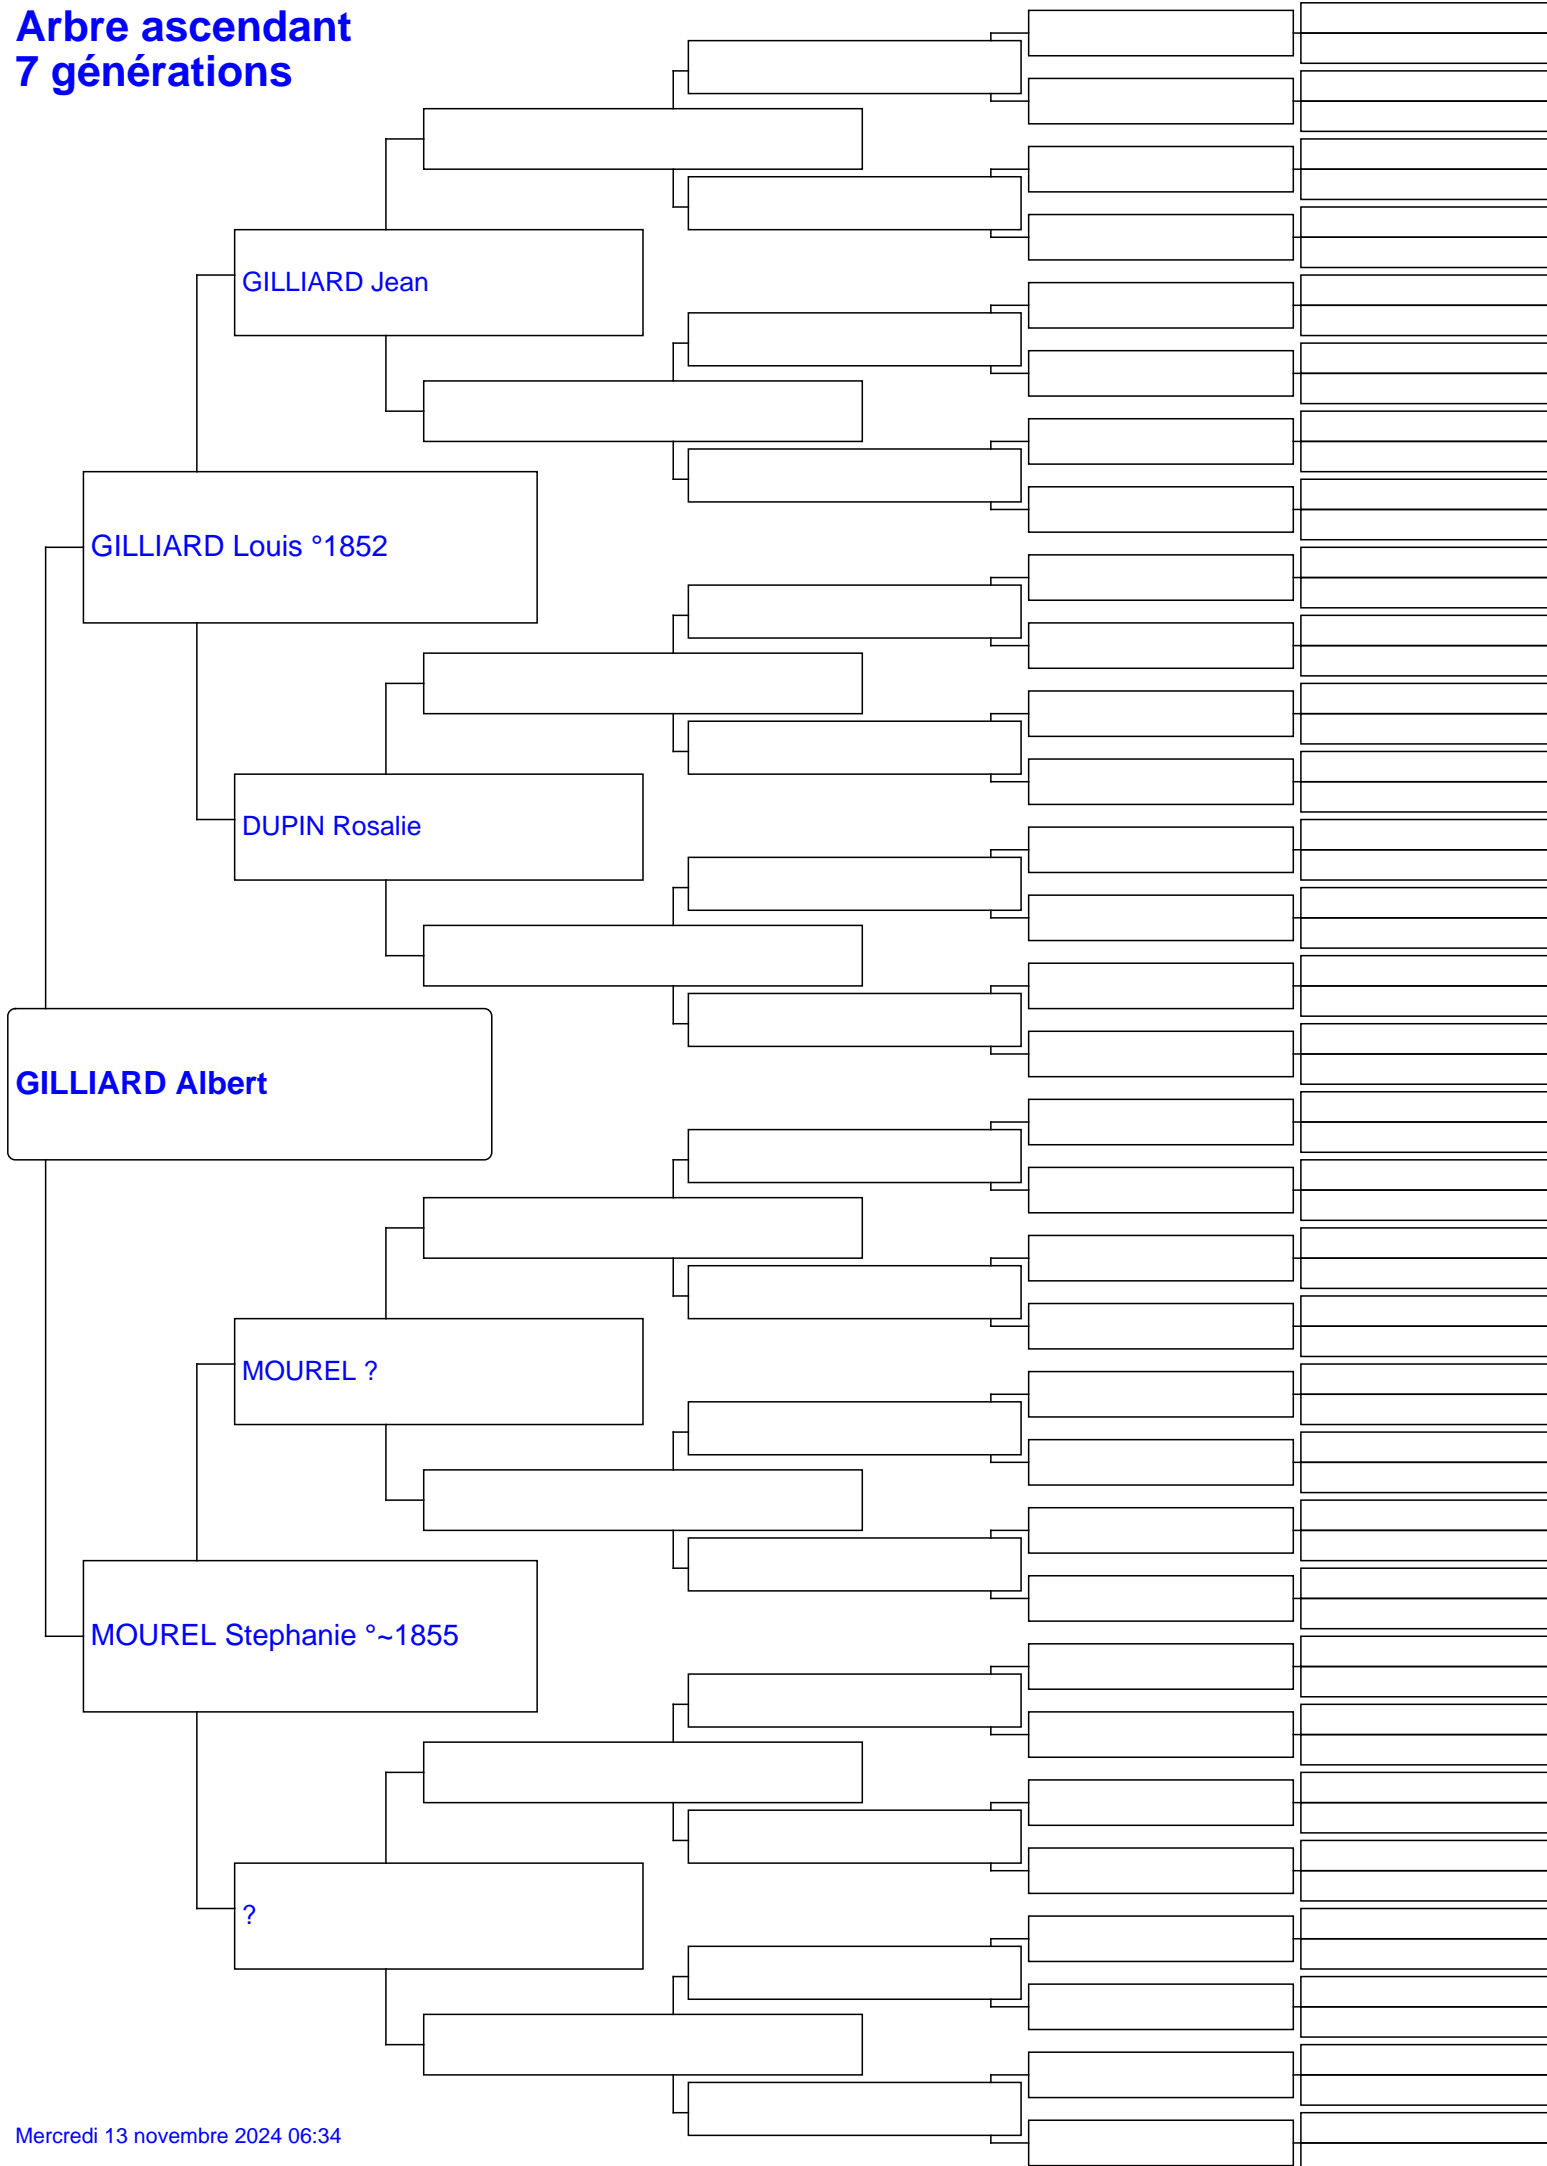 Arbre ascendant
7 générations
GILLIARD Jean
GILLIARD Louis °1852
DUPIN Rosalie
GILLIARD Albert
MOUREL ?
MOUREL Stephanie °~1855
?
Mercredi 13 novembre 2024 06:34